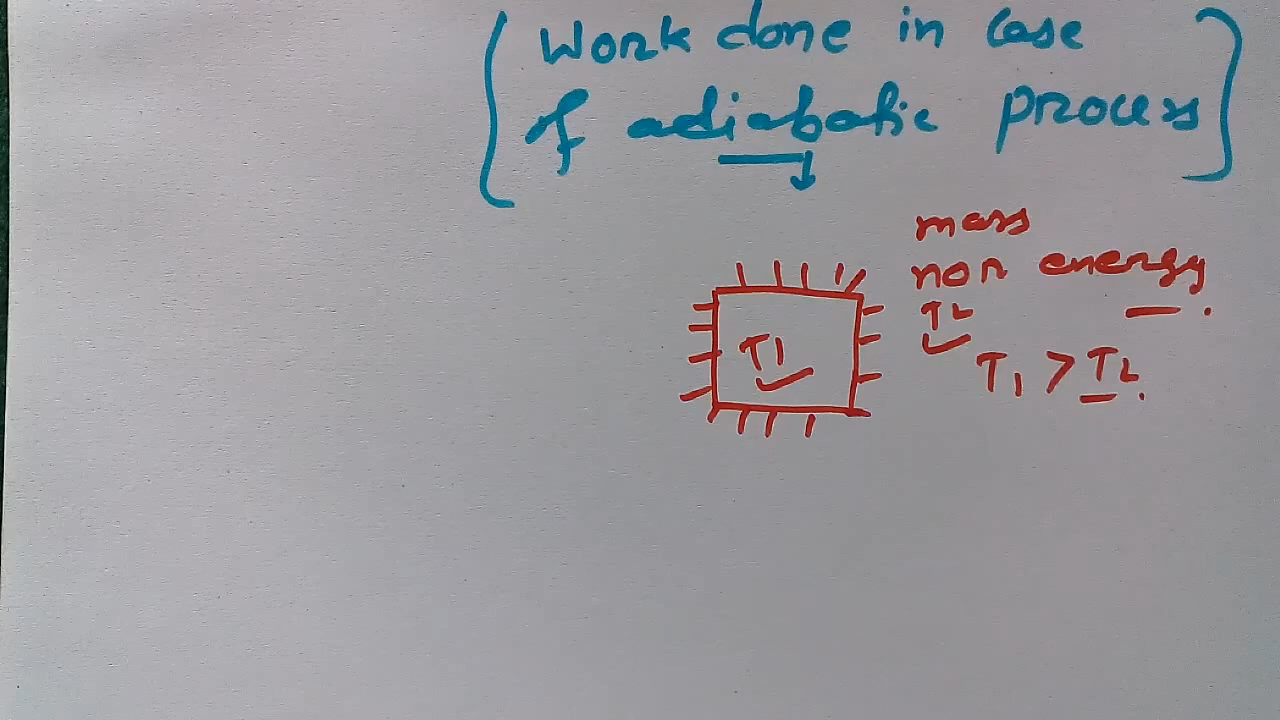 Work done in case
of adiabatic process
mass
non energy
T1
T2
T1 > T2.